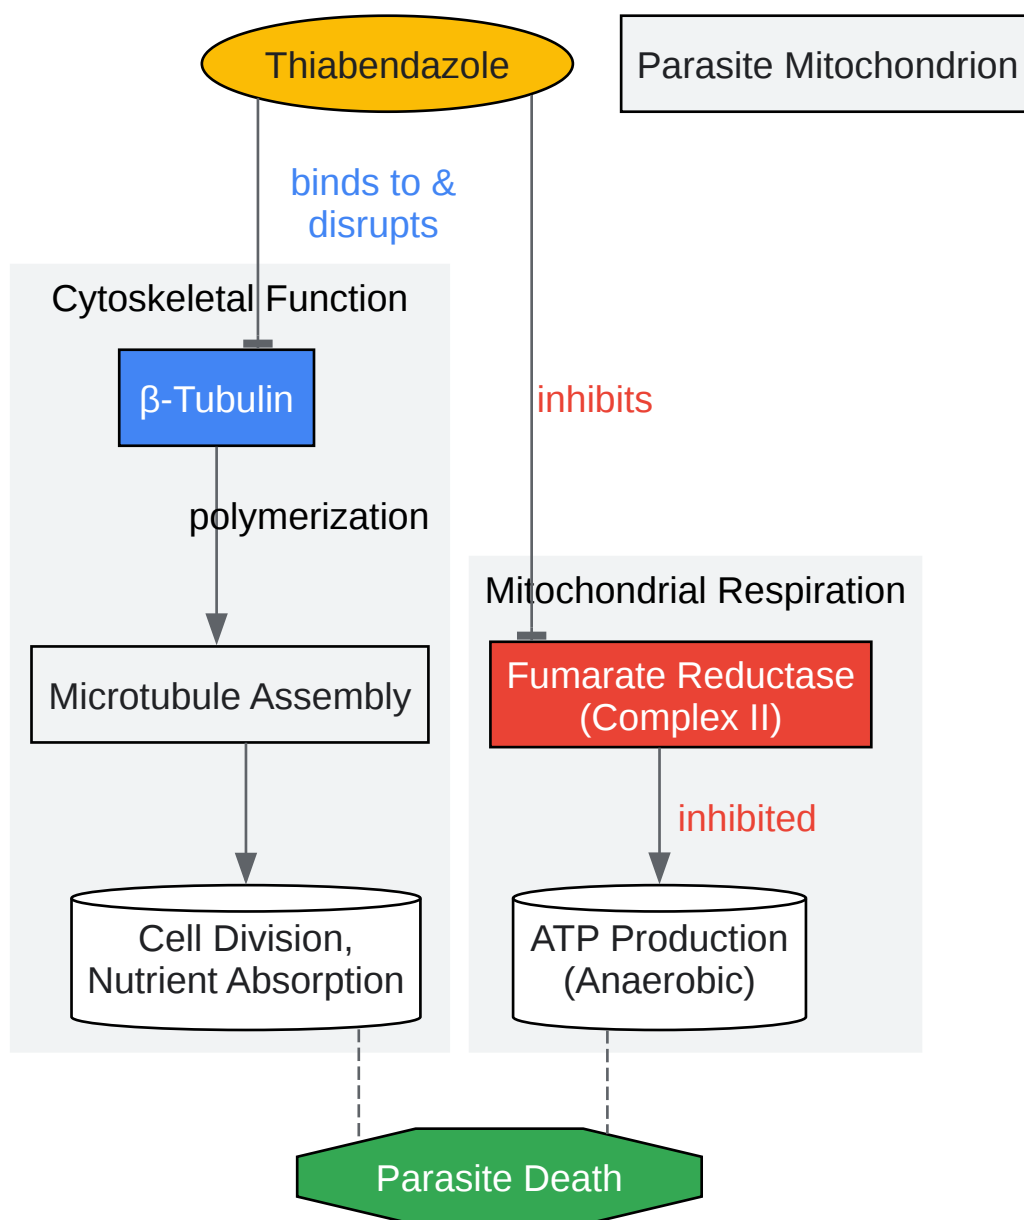 Thiabendazole
Parasite Mitochondrion
binds to &
disrupts
Cytoskeletal Function
β-Tubulin
inhibits
polymerization
Mitochondrial Respiration
Microtubule Assembly
Fumarate Reductase
(Complex II)
inhibited
Cell Division,
Nutrient Absorption
ATP Production
(Anaerobic)
Parasite Death